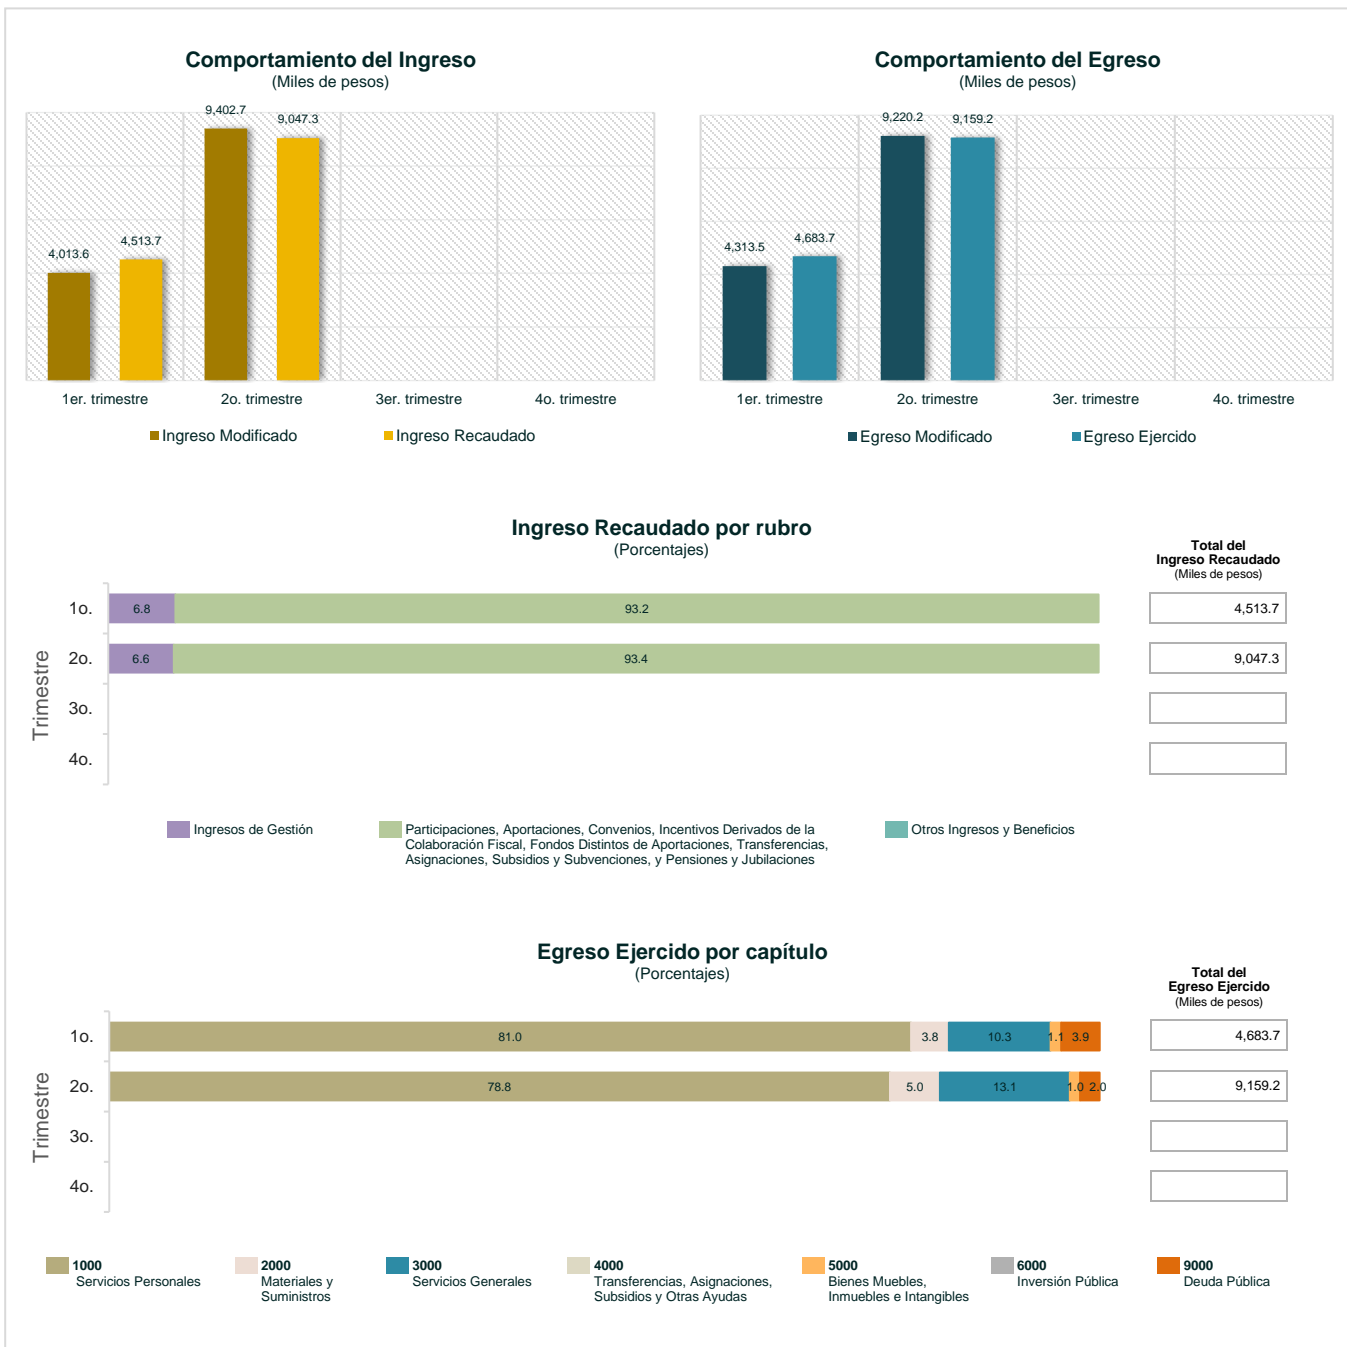 Comportamiento del Ingreso
(Miles de pesos)
9,402.7
9,047.3
4,013.6
4,513.7
1er. trimestre
2o. trimestre
3er. trimestre
4o. trimestre
Ingreso Modificado
Ingreso Recaudado
Comportamiento del Egreso
(Miles de pesos)
9,220.2
9,159.2
4,313.5
4,683.7
1er. trimestre
2o. trimestre
3er. trimestre
4o. trimestre
Egreso Modificado
Egreso Ejercido
Ingreso Recaudado por rubro
(Porcentajes)
Total del
Ingreso Recaudado
(Miles de pesos)
Trimestre
1o.
6.8
93.2
4,513.7
2o.
6.6
93.4
9,047.3
3o.
4o.
Ingresos de Gestión
Participaciones, Aportaciones, Convenios, Incentivos Derivados de la
Colaboración Fiscal, Fondos Distintos de Aportaciones, Transferencias,
Asignaciones, Subsidios y Subvenciones, y Pensiones y Jubilaciones
Otros Ingresos y Beneficios
Egreso Ejercido por capítulo
(Porcentajes)
Total del
Egreso Ejercido
(Miles de pesos)
Trimestre
1o.
81.0
3.8
10.3
1.1
3.9
4,683.7
2o.
78.8
5.0
13.1
1.0
2.0
9,159.2
3o.
4o.
1000
Servicios Personales
2000
Materiales y
Suministros
3000
Servicios Generales
4000
Transferencias, Asignaciones,
Subsidios y Otras Ayudas
5000
Bienes Muebles,
Inmuebles e Intangibles
6000
Inversión Pública
9000
Deuda Pública